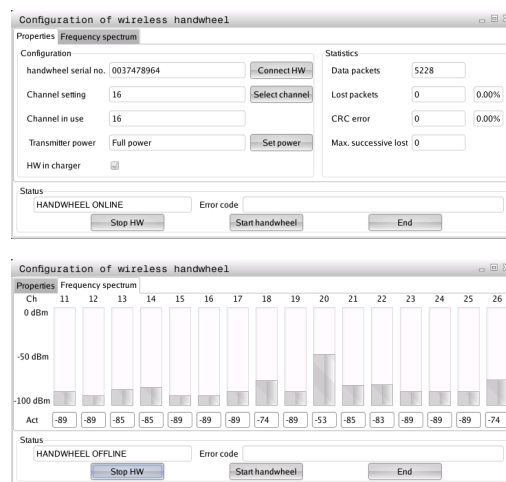 Configuration of wireless handwheel
Properties Frequency spectrum
Configuration Statistics
handwheel serial no. 0037478964 Connect HW Data packets 5228
Channel setting 16 Select channel Lost packets 0 0.00%
Channel in use 16 CRC error 0 0.00%
Transmitter power Full power Set power Max. successive lost 0
HW in charger
Status
HANDWHEEL ONLINE Error code
Stop HW Start handwheel End
Configuration of wireless handwheel
Properties Frequency spectrum
Ch 11 12 13 14 15 16 17 18 19 20 21 22 23 24 25 26
0 dBm
-50 dBm
-100 dBm
Act -89 -89 -85 -85 -89 -89 -89 -74 -89 -53 -85 -83 -89 -89 -89 -74
Status
HANDWHEEL OFFLINE Error code
Stop HW Start handwheel End